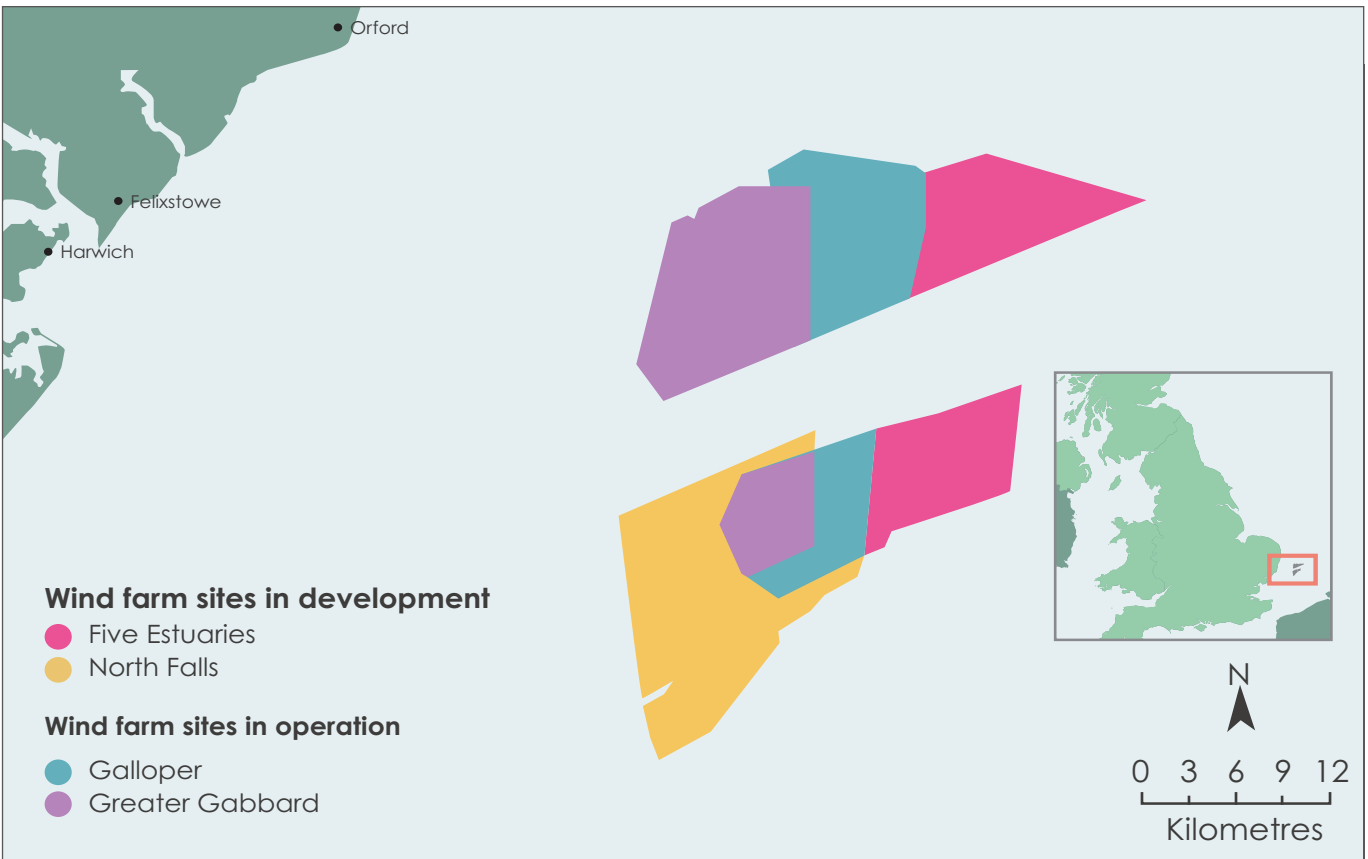 Orford
Felixstowe
Harwich
Wind farm sites in development
Five Estuaries
North Falls
Wind farm sites in operation
Galloper
Greater Gabbard
N
0 3 6 9 12
Kilometres